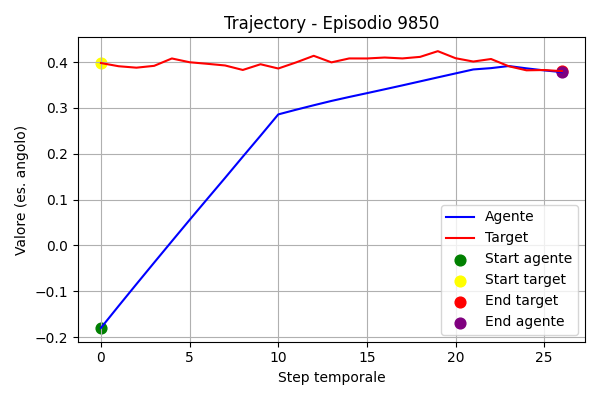 Trajectory - Episodio 9850
Valore (es. angolo)
0.4
0.3
0.2
0.1
0.0
−0.1
−0.2
0
5
10
15
20
25
Step temporale
Agente
Target
Start agente
Start target
End target
End agente